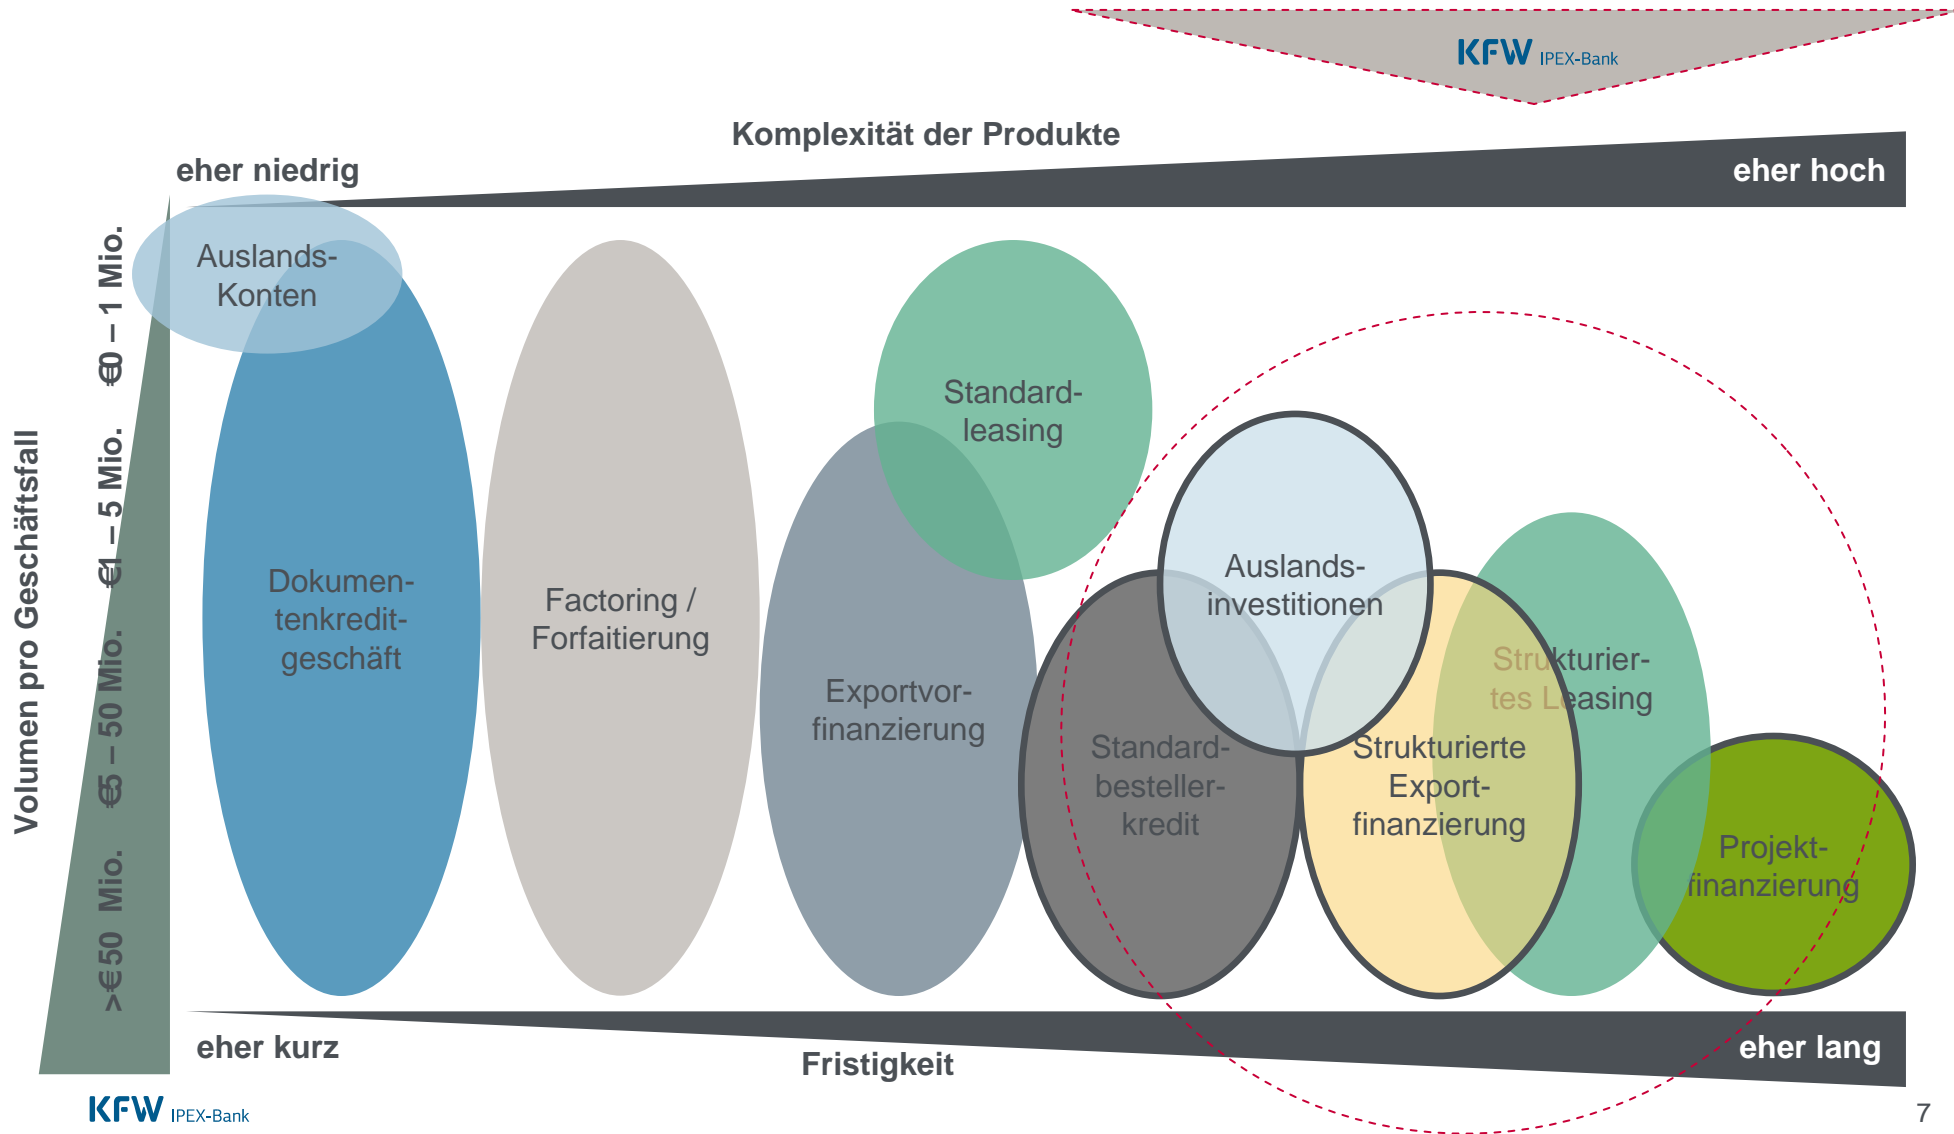 KFW IPEX-Bank
Komplexität der Produkte
eher niedrig
eher hoch
Volumen pro Geschäftsfall
€0 – 1 Mio.
€1 – 5 Mio.
€5 – 50 Mio.
>€50 Mio.
Auslands-
Konten
Dokumen-
tenkredit-
geschäft
Factoring /
Forfaitierung
Exportvor-
finanzierung
Standard-
leasing
Standard-
besteller-
kredit
Auslands-
investitionen
Strukturierte
Export-
finanzierung
Strukturier-
tes Leasing
Projekt-
finanzierung
eher kurz
Fristigkeit
eher lang
KFW IPEX-Bank
7